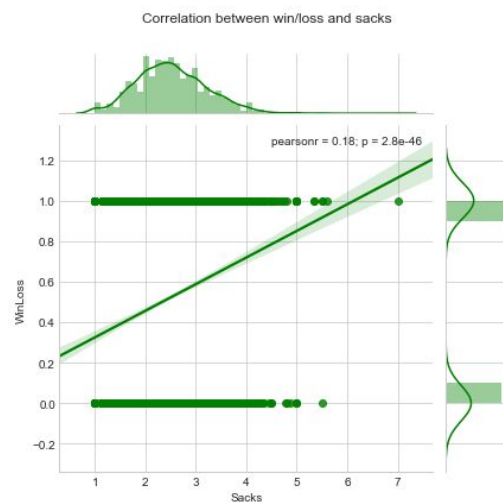 Correlation between win/loss and sacks
pearsonr = 0.18; p = 2.8e-46
1.2
1.0
0.8
0.6
0.4
0.2
0.0
−0.2
WinLoss
1 2 3 4 5 6 7
Sacks